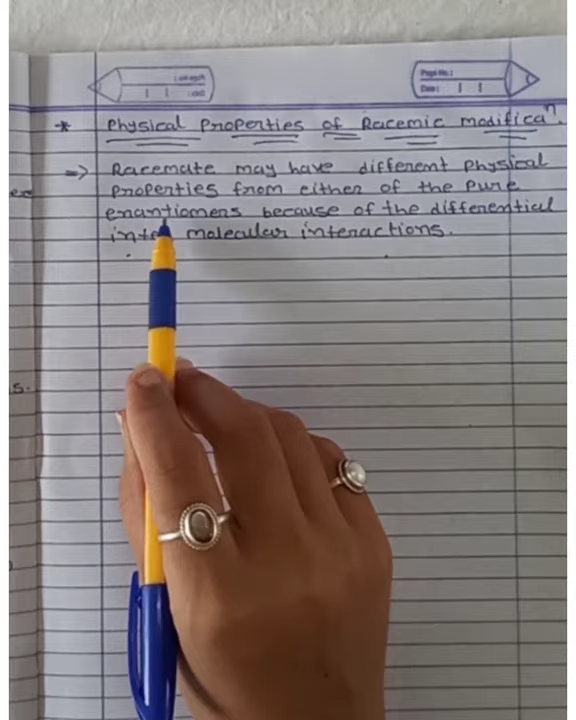 Page No.:
Date:
* Physical Properties of Racemic modificaⁿ.
=> Racemate may have different physical
properties from either of the pure
enantiomers because of the differential
inte molecular interactions.
s.